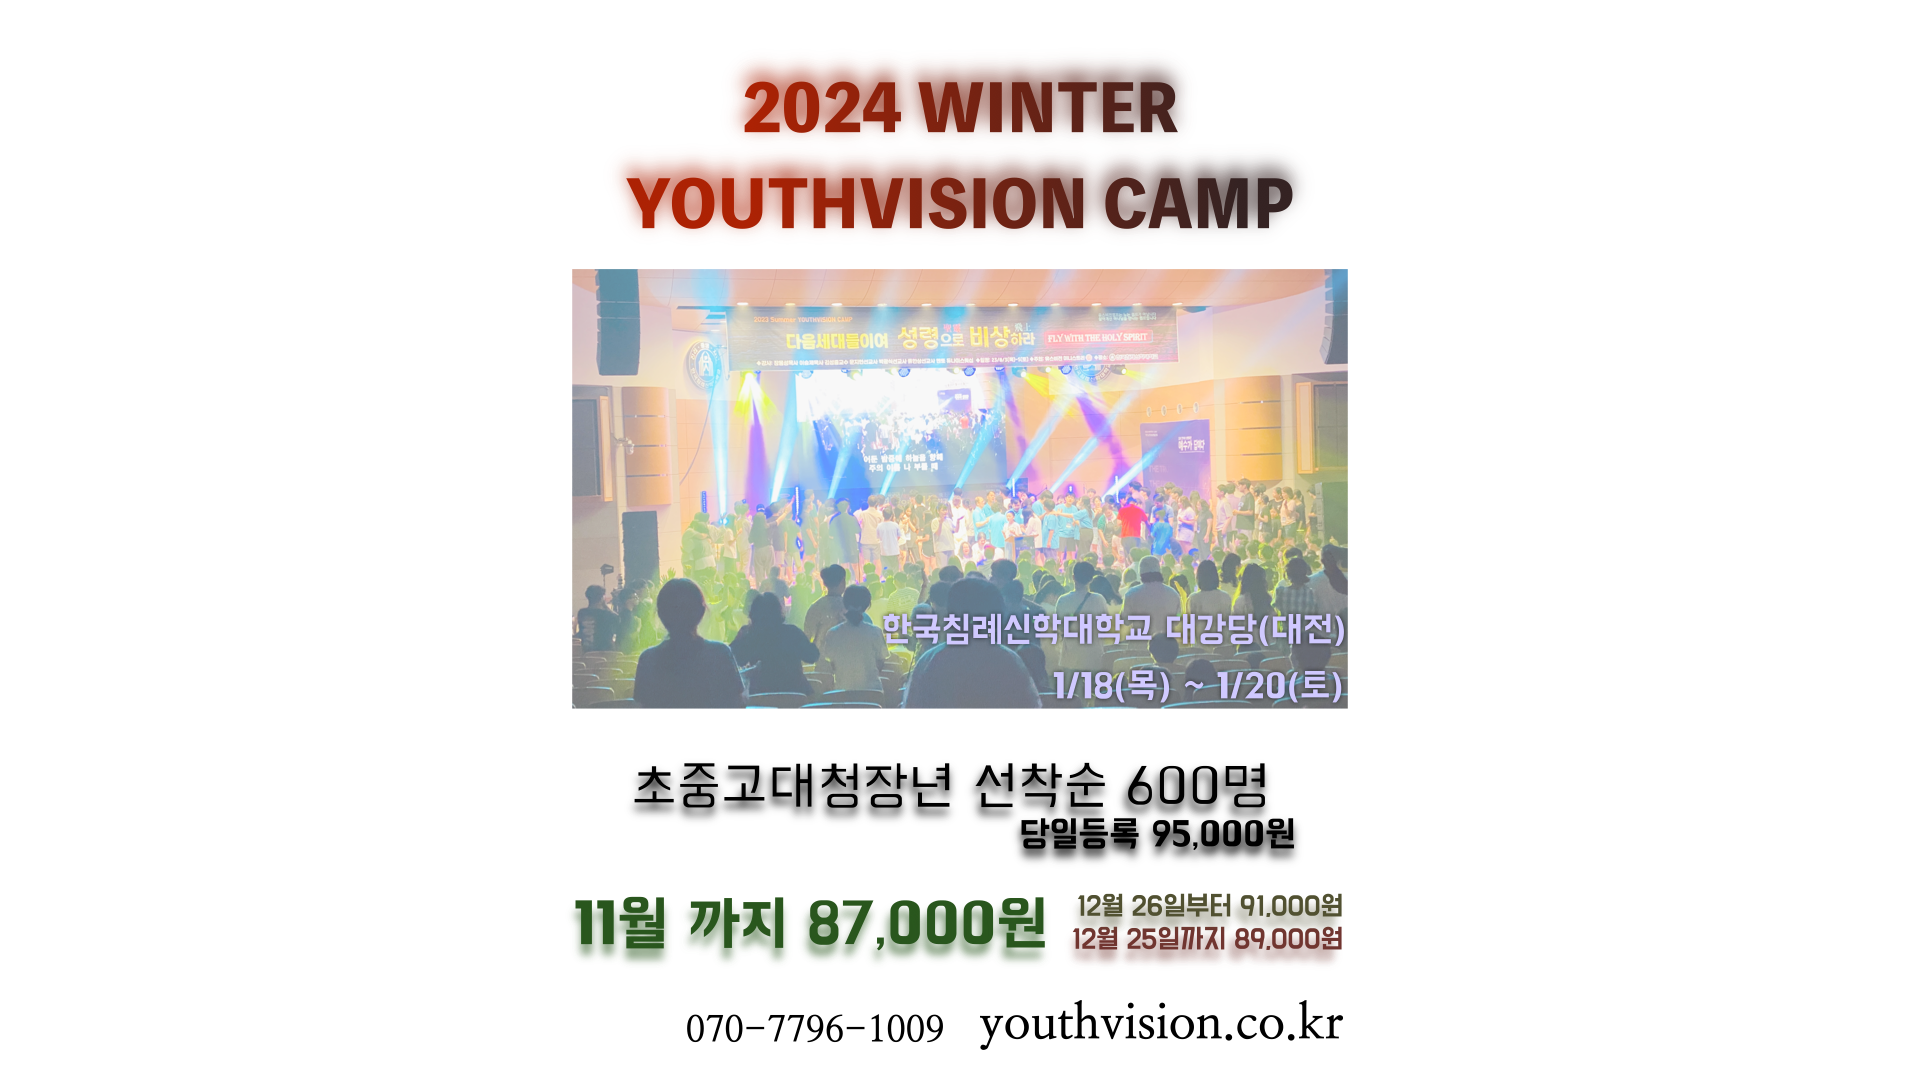 2024 WINTER
YOUTHVISION CAMP
2023 Summer YOUTHVISION CAMP
다음세대들이여 성령으로 비상하라
FLY WITH THE HOLY SPIRIT
한국침례신학대학교 대강당(대전)
1/18(목) ~ 1/20(토)
초중고대청장년 선착순 600명
당일등록 95,000원
11월 까지 87,000원
12월 26일부터 91,000원
12월 25일까지 89,000원
070-7796-1009 youthvision.co.kr